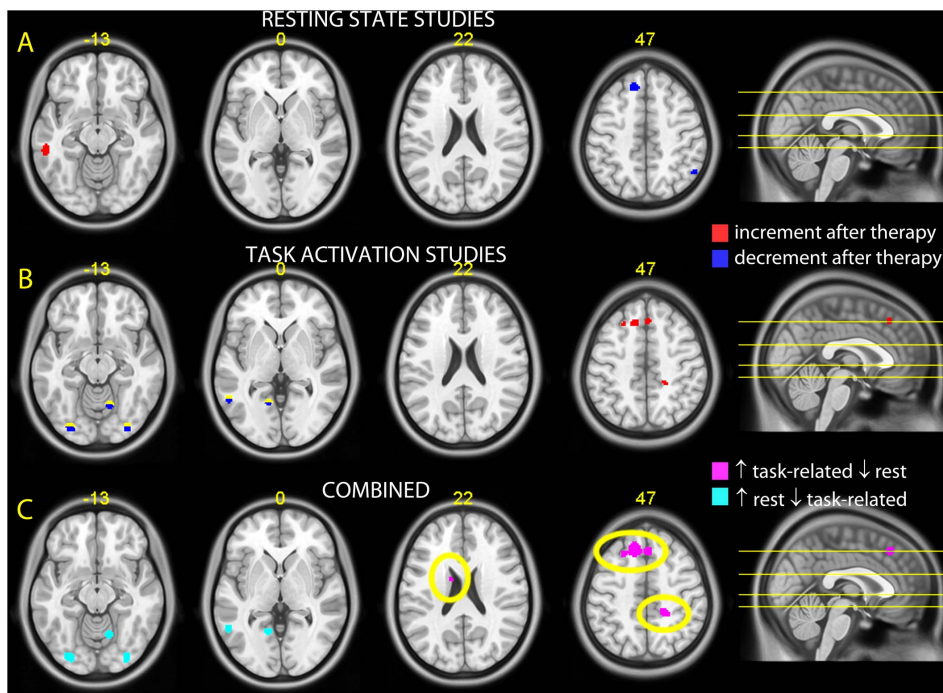 RESTING STATE STUDIES
A
-13 0 22 47
increment after therapy
decrement after therapy
TASK ACTIVATION STUDIES
B
-13 0 22 47
↑ task-related ↓ rest
↑ rest ↓ task-related
COMBINED
C
-13 0 22 47